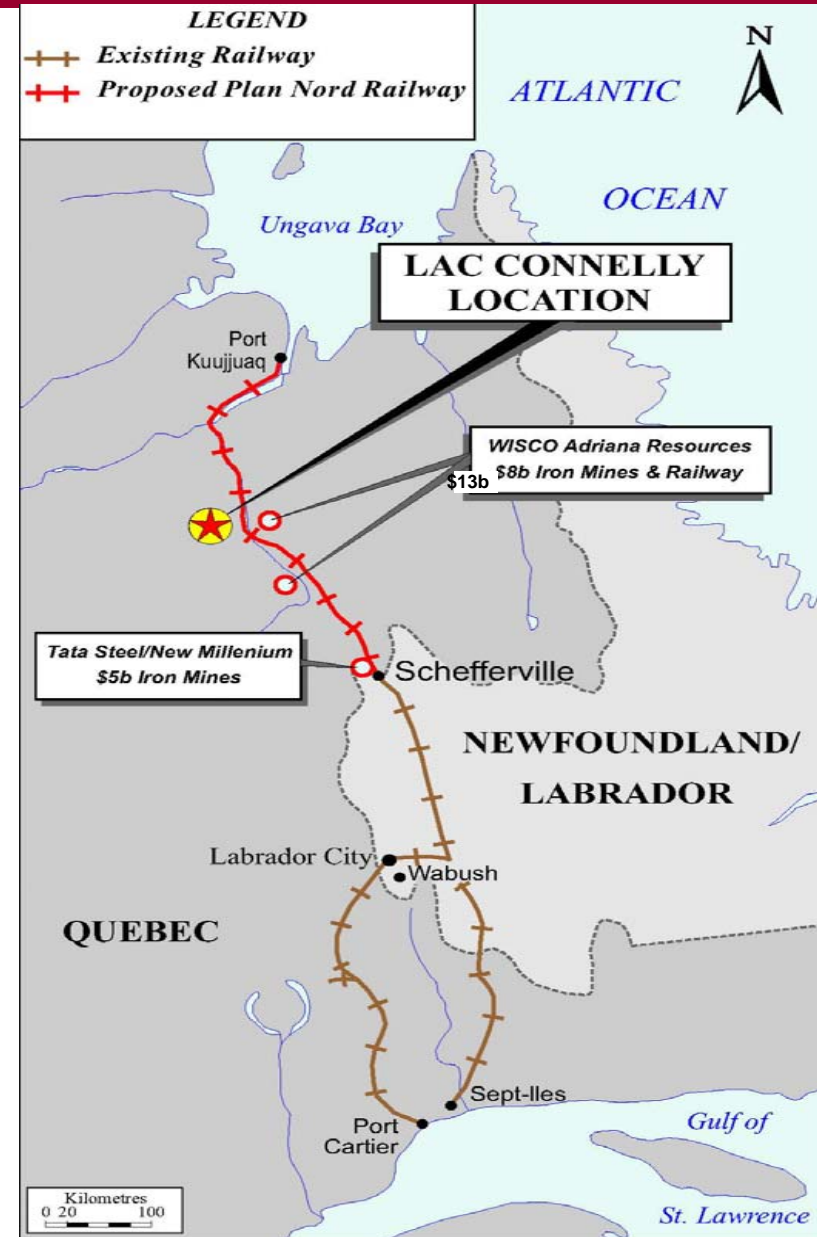 LEGEND
Existing Railway
Proposed Plan Nord Railway
N
ATLANTIC
OCEAN
Ungava Bay
LAC CONNELLY
LOCATION
Port
Kuujjuaq
WISCO Adriana Resources
$8b Iron Mines & Railway
$13b
Tata Steel/New Millenium
$5b Iron Mines
Schefferville
NEWFOUNDLAND/
LABRADOR
Labrador City
Wabush
QUEBEC
Sept-Iles
Port
Cartier
Gulf of
St. Lawrence
Kilometres
0 20 100